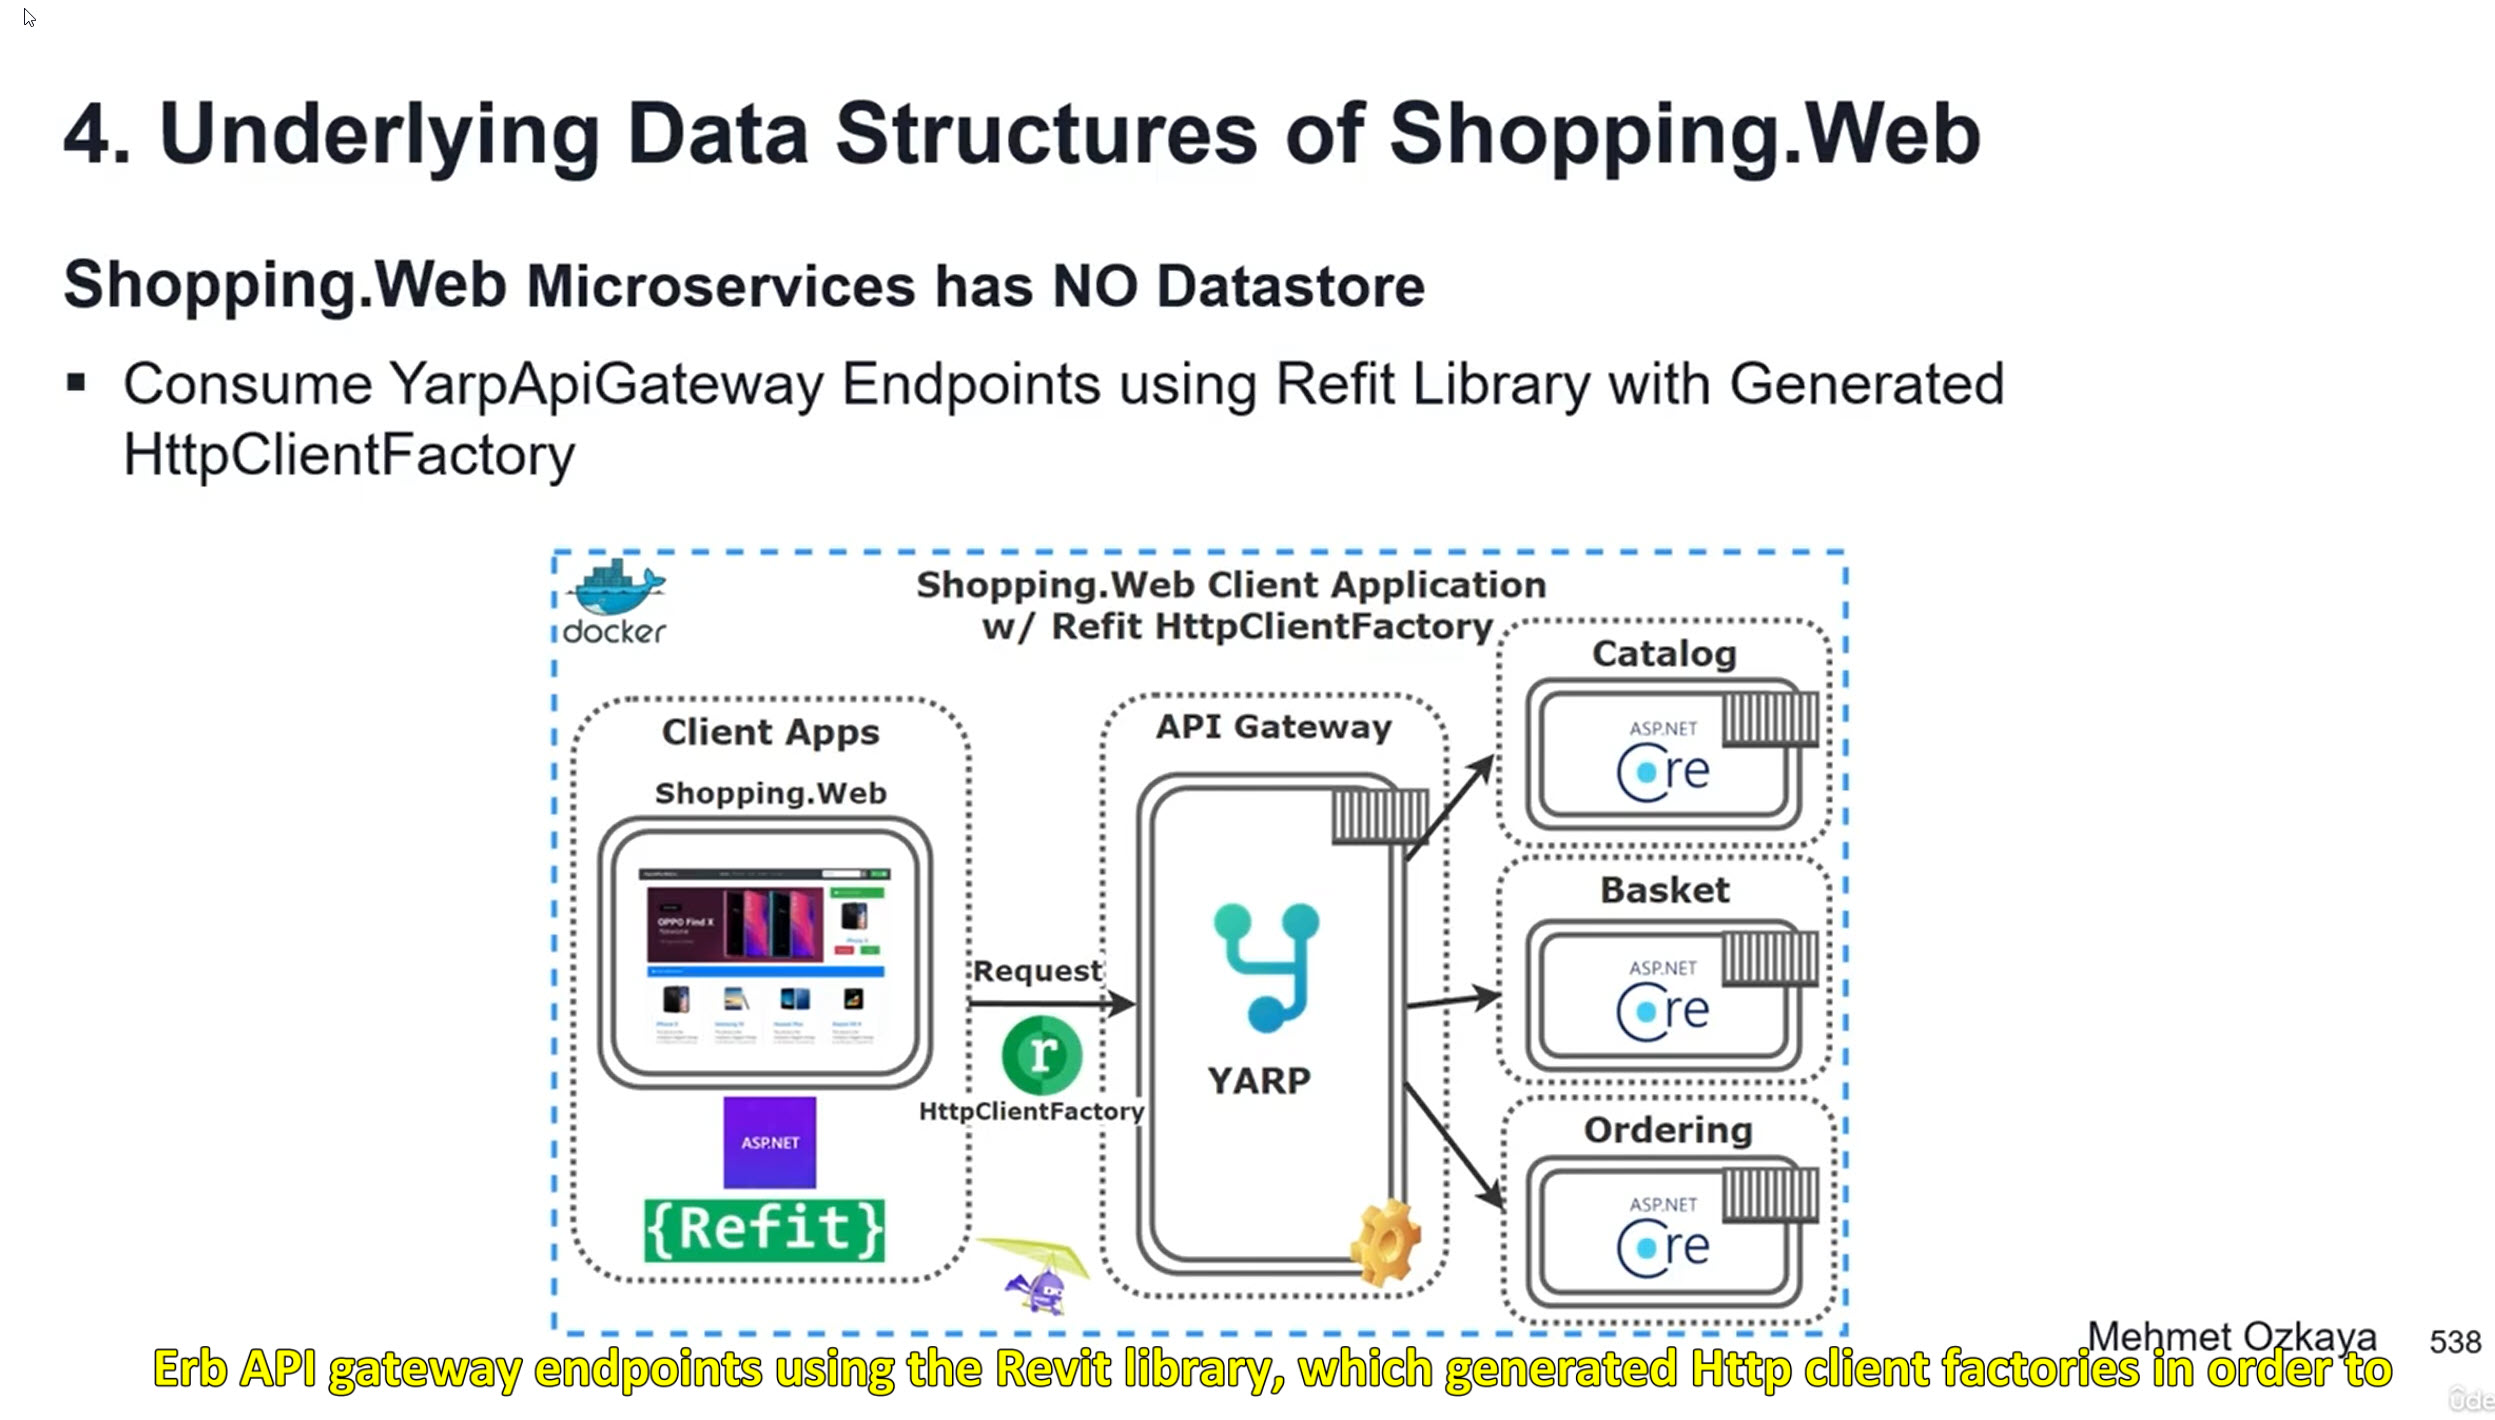 4. Underlying Data Structures of Shopping.Web
Shopping.Web Microservices has NO Datastore
▪ Consume YarpApiGateway Endpoints using Refit Library with Generated
HttpClientFactory
docker
Shopping.Web Client Application
w/ Refit HttpClientFactory
Client Apps
Shopping.Web
OPPO Find X
ASP.NET
{Refit}
Request
r
HttpClientFactory
API Gateway
YARP
Catalog
ASP.NET
Core
Basket
ASP.NET
Core
Ordering
ASP.NET
Core
Mehmet Ozkaya 538
Erb API gateway endpoints using the Revit library, which generated Http client factories in order to